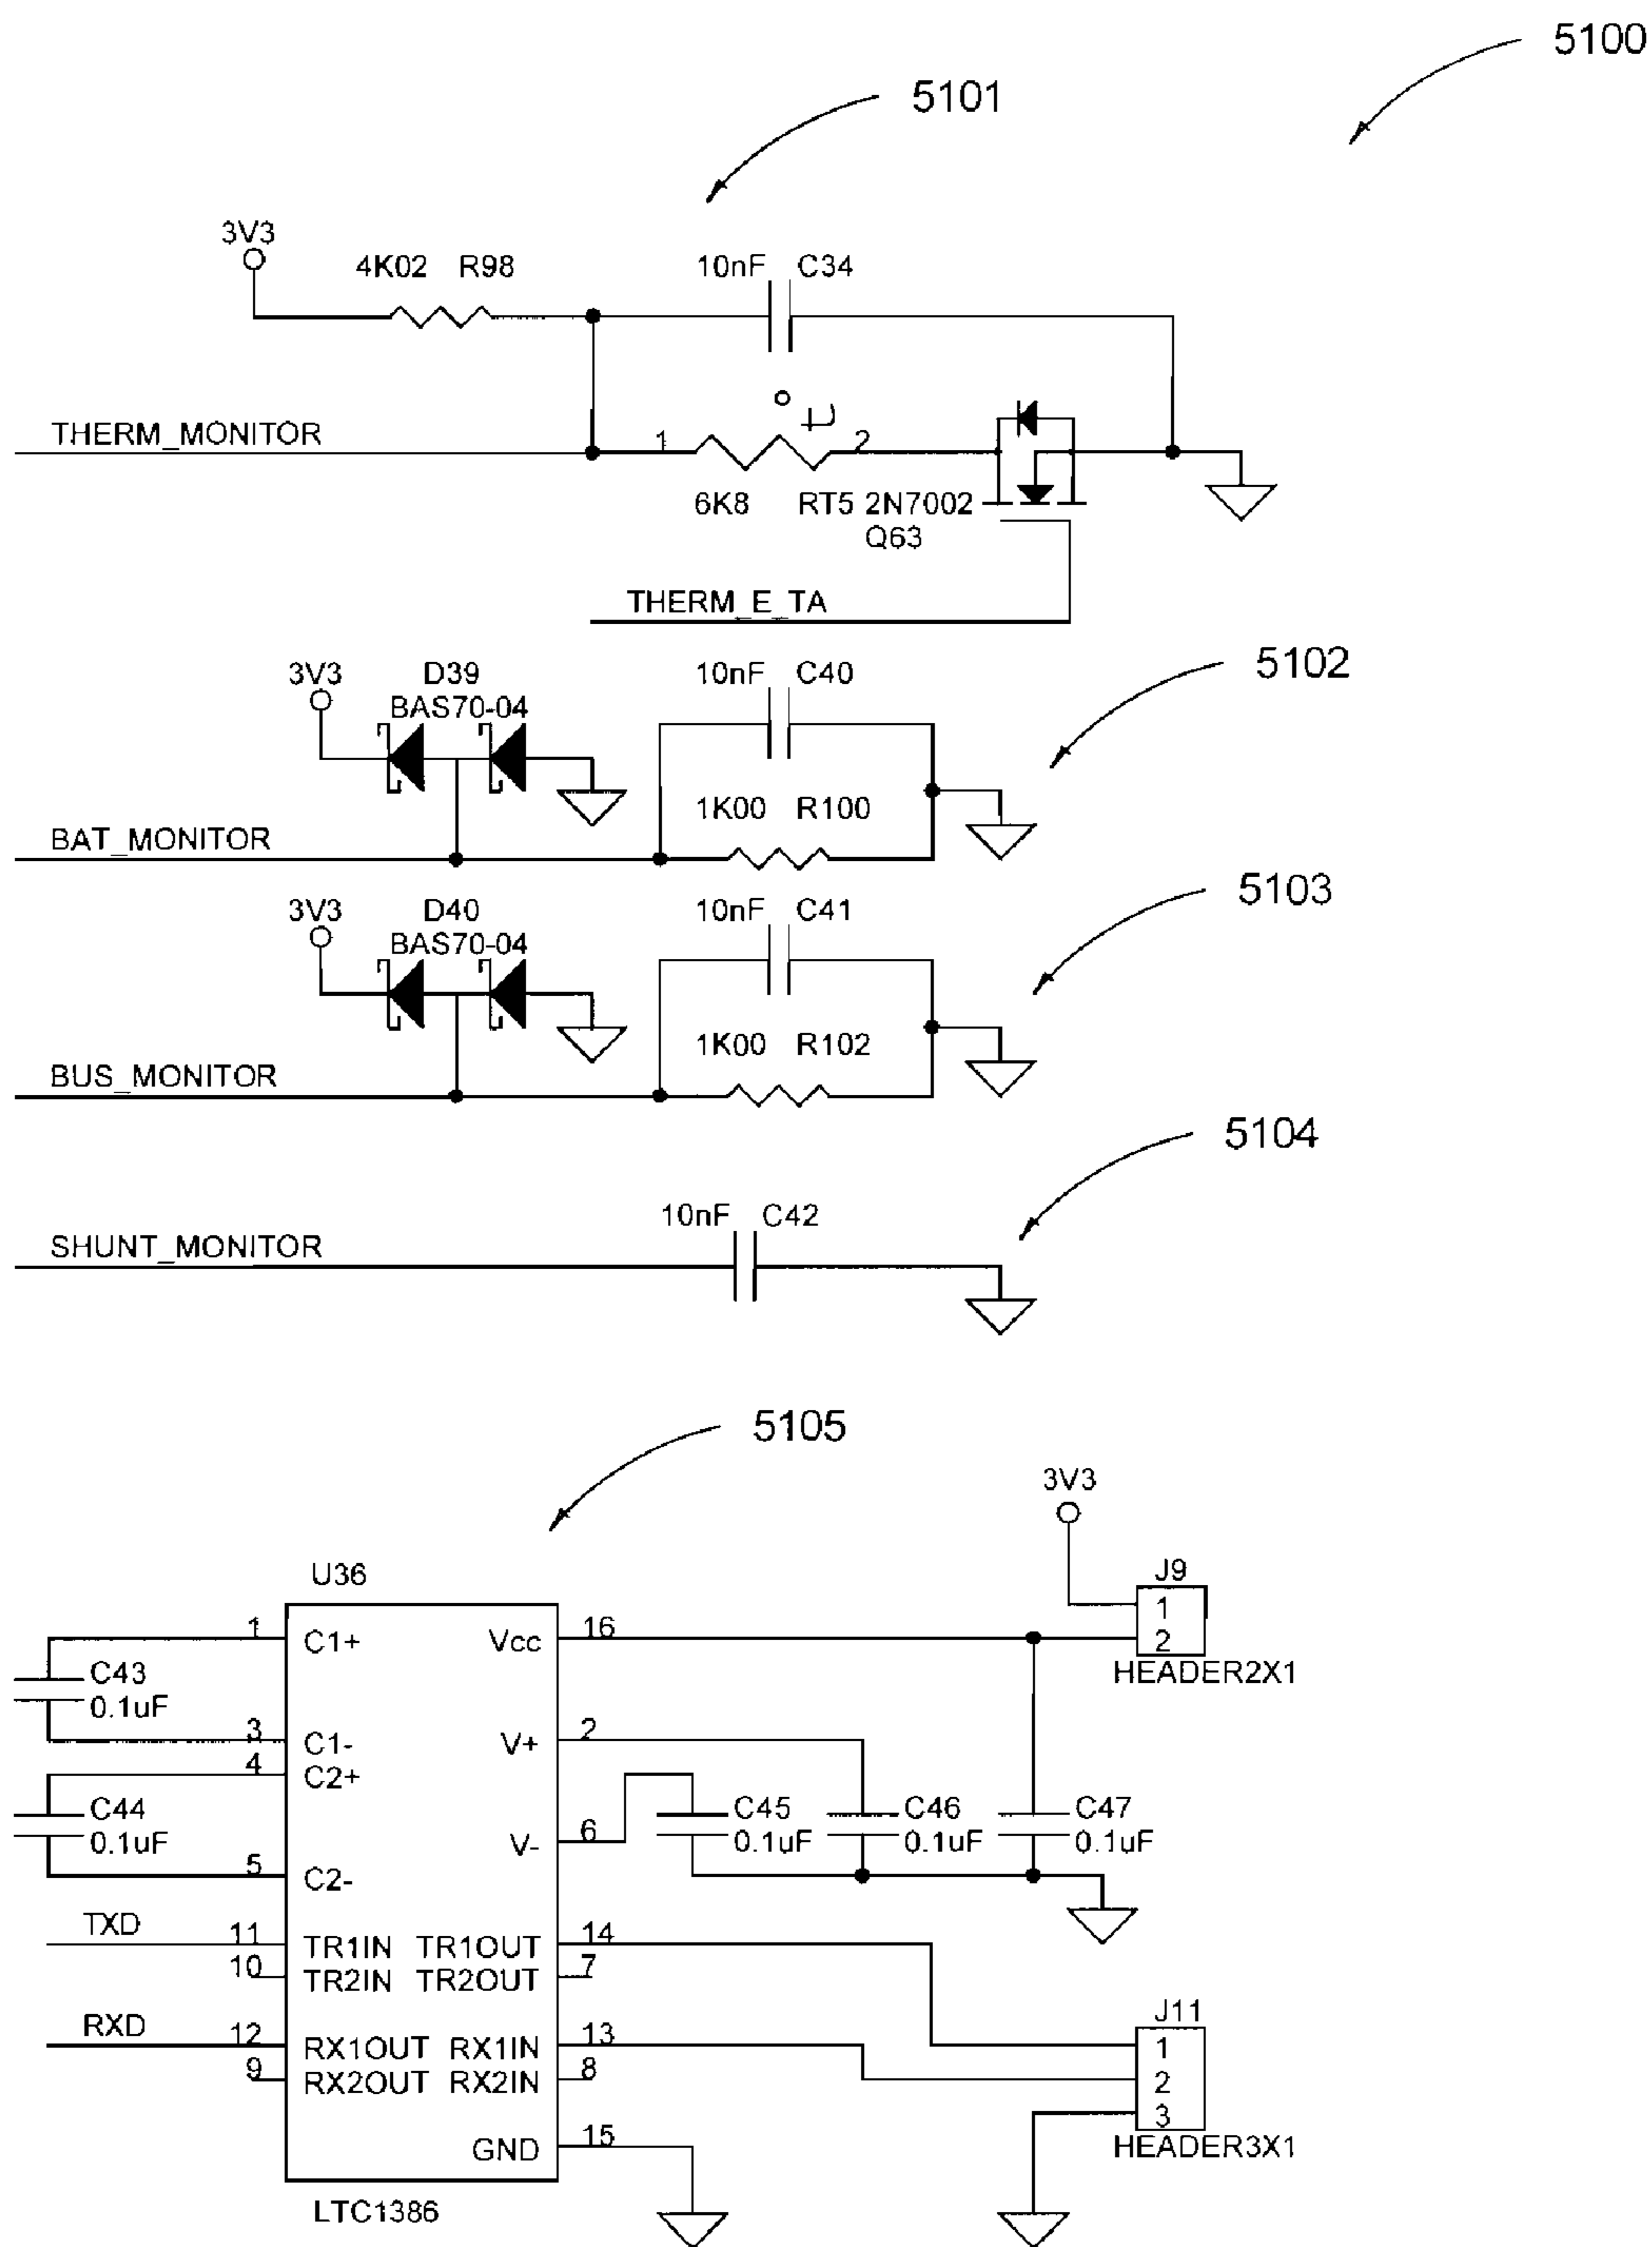 5100
5101
3V3
4K02 R98
10nF C34
THERM_MONITOR
1
t
2
6K8 RT5 2N7002
Q63
THERM_E_TA
5102
3V3
D39
BAS70-04
10nF C40
1K00 R100
BAT_MONITOR
5103
3V3
D40
BAS70-04
10nF C41
1K00 R102
BUS_MONITOR
5104
10nF C42
SHUNT_MONITOR
5105
3V3
U36
J9
1 C1+ Vcc 16
1
2
HEADER2X1
C43
0.1uF
3 C1- V+ 2
4 C2+
C44
0.1uF
V- 6
C45
0.1uF
C46
0.1uF
C47
0.1uF
5 C2-
TXD 11 TR1IN TR1OUT 14
10 TR2IN TR2OUT 7
RXD 12 RX1OUT RX1IN 13
9 RX2OUT RX2IN 8
J11
1
2
3
HEADER3X1
GND 15
LTC1386